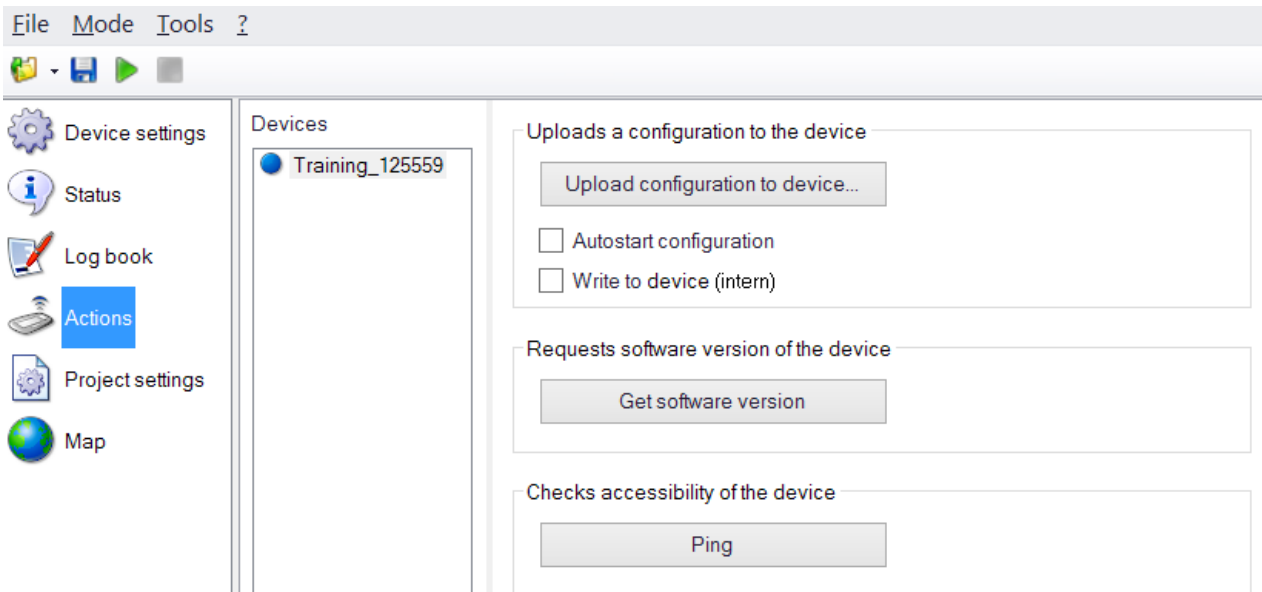 File Mode Tools ?
Device settings
Status
Log book
Actions
Project settings
Map
Devices
Training_125559
Uploads a configuration to the device
Upload configuration to device...
Autostart configuration
Write to device (intern)
Requests software version of the device
Get software version
Checks accessibility of the device
Ping